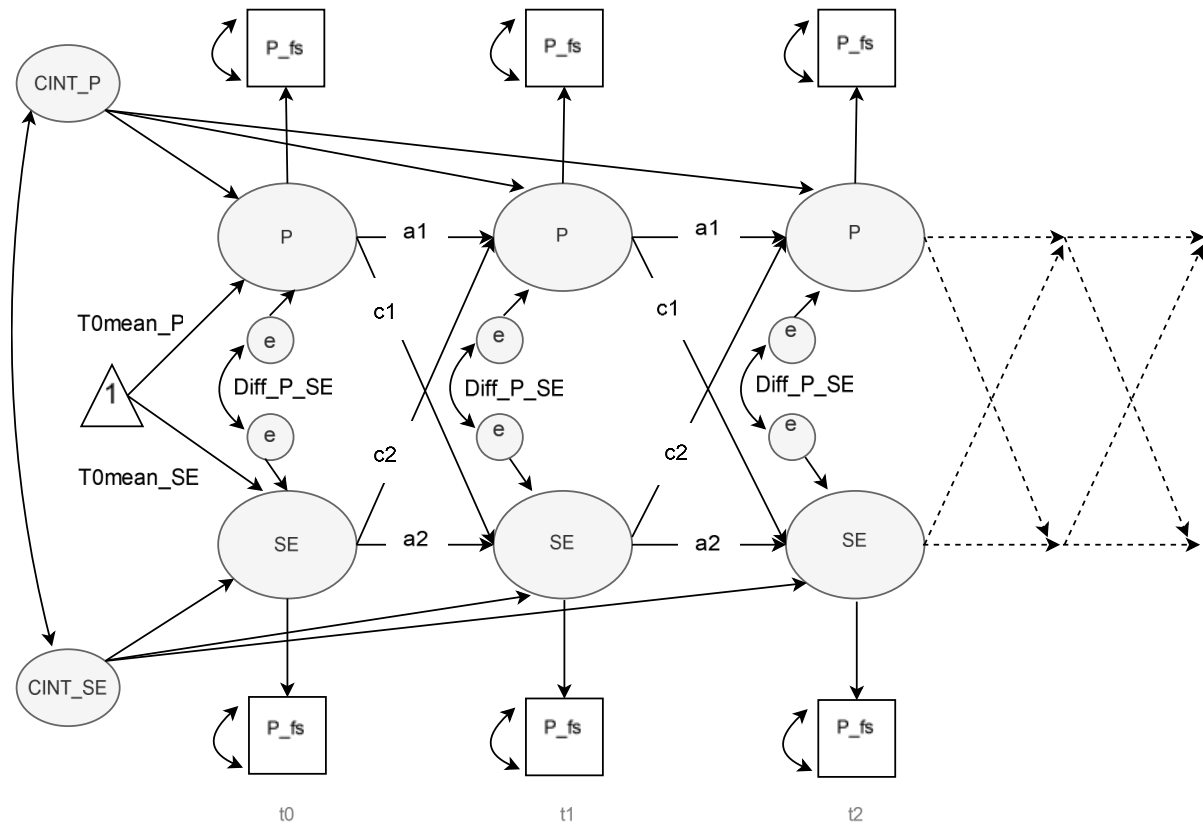 P_fs
P_fs
P_fs
CINT_P
P
a1
P
a1
P
c1
c1
T0mean_P
e
e
e
1
Diff_P_SE
Diff_P_SE
Diff_P_SE
e
e
e
c2
c2
T0mean_SE
SE
a2
SE
a2
SE
CINT_SE
P_fs
P_fs
P_fs
t0
t1
t2